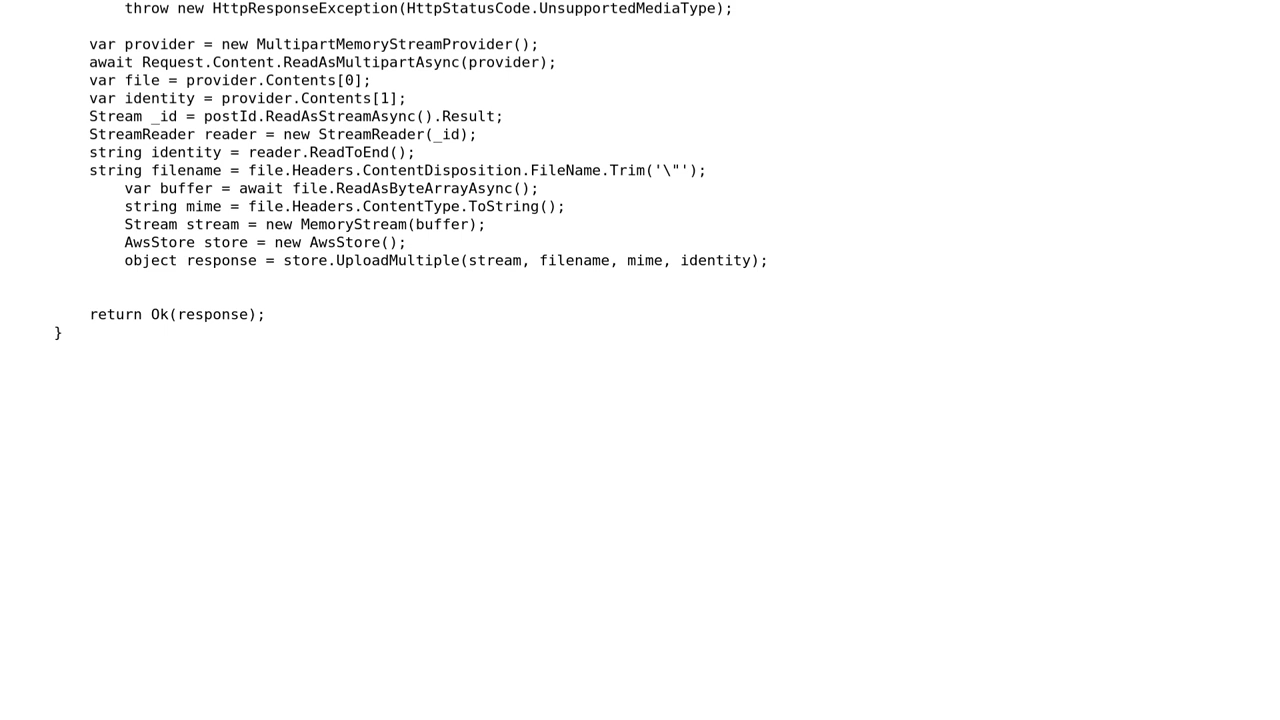 throw new HttpResponseException(HttpStatusCode.UnsupportedMediaType);
var provider = new MultipartMemoryStreamProvider();
await Request.Content.ReadAsMultipartAsync(provider);
var file = provider.Contents[0];
var identity = provider.Contents[1];
Stream _id = postId.ReadAsStreamAsync().Result;
StreamReader reader = new StreamReader(_id);
string identity = reader.ReadToEnd();
string filename = file.Headers.ContentDisposition.FileName.Trim('\"');
var buffer = await file.ReadAsByteArrayAsync();
string mime = file.Headers.ContentType.ToString();
Stream stream = new MemoryStream(buffer);
AwsStore store = new AwsStore();
object response = store.UploadMultiple(stream, filename, mime, identity);
return Ok(response);
}